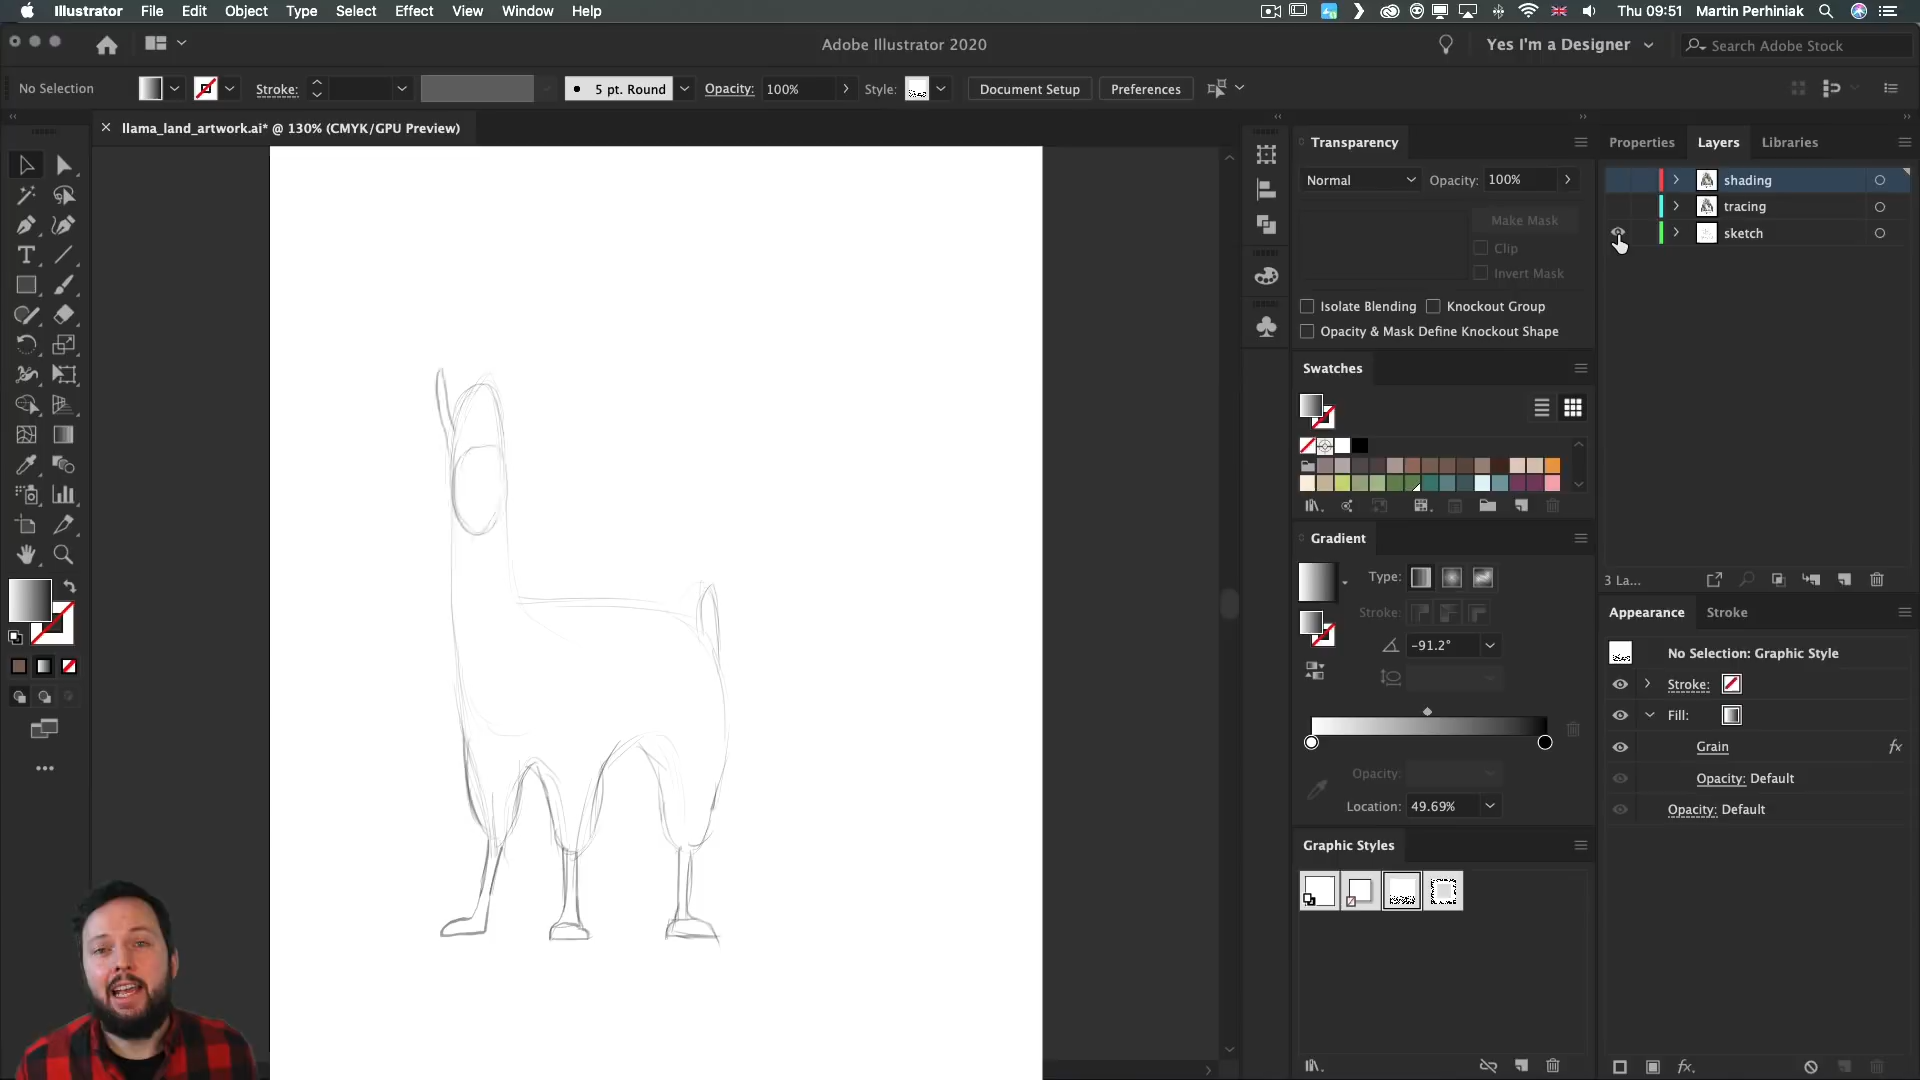 Illustrator File Edit Object Type Select Effect View Window Help Thu 09:51 Martin Perhiniak
Adobe Illustrator 2020 Yes I'm a Designer Search Adobe Stock
No Selection Stroke: 5 pt. Round Opacity: 100% Style: Document Setup Preferences
llama_land_artwork.ai* @ 130% (CMYK/GPU Preview)
Transparency
Normal Opacity: 100%
Make Mask
Clip
Invert Mask
Isolate Blending Knockout Group
Opacity & Mask Define Knockout Shape
Swatches
Gradient
Type:
Stroke:
-91.2°
Opacity:
Location: 49.69%
Graphic Styles
Properties Layers Libraries
shading
tracing
sketch
3 La...
Appearance Stroke
No Selection: Graphic Style
Stroke:
Fill:
Grain fx
Opacity: Default
Opacity: Default
fx.